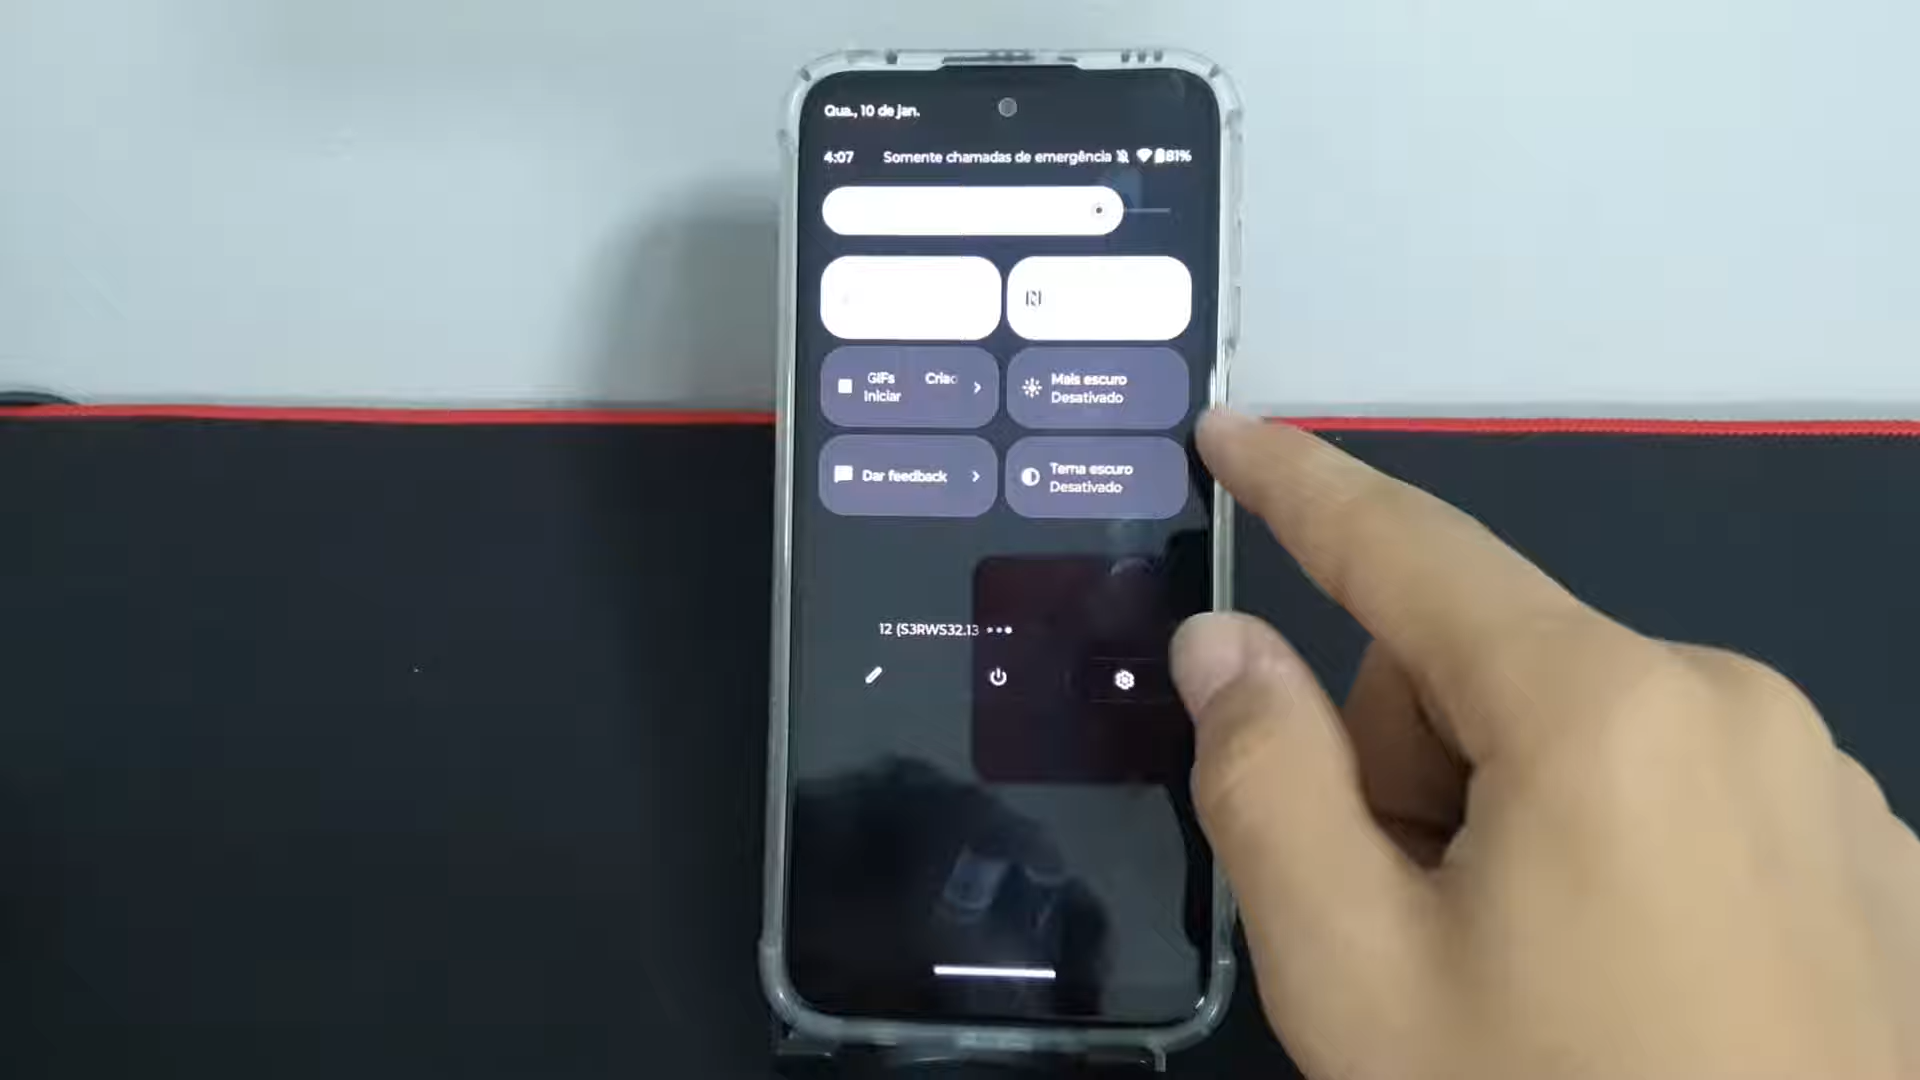 Qua., 10 de jan.
4:07 Somente chamadas de emergência 81%
GIFs Criac
Iniciar
Mais escuro
Desativado
Dar feedback
Tema escuro
Desativado
12 (S3RWS32.13